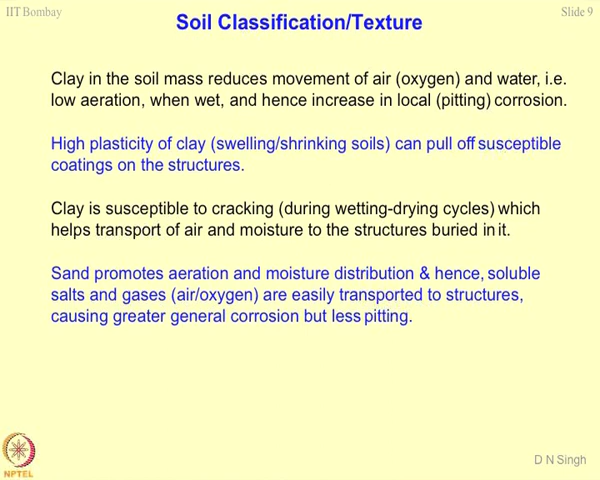 IIT Bombay
Slide 9
Soil Classification/Texture
Clay in the soil mass reduces movement of air (oxygen) and water, i.e.
low aeration, when wet, and hence increase in local (pitting) corrosion.
High plasticity of clay (swelling/shrinking soils) can pull off susceptible
coatings on the structures.
Clay is susceptible to cracking (during wetting-drying cycles) which
helps transport of air and moisture to the structures buried in it.
Sand promotes aeration and moisture distribution & hence, soluble
salts and gases (air/oxygen) are easily transported to structures,
causing greater general corrosion but less pitting.
NPTEL
D N Singh